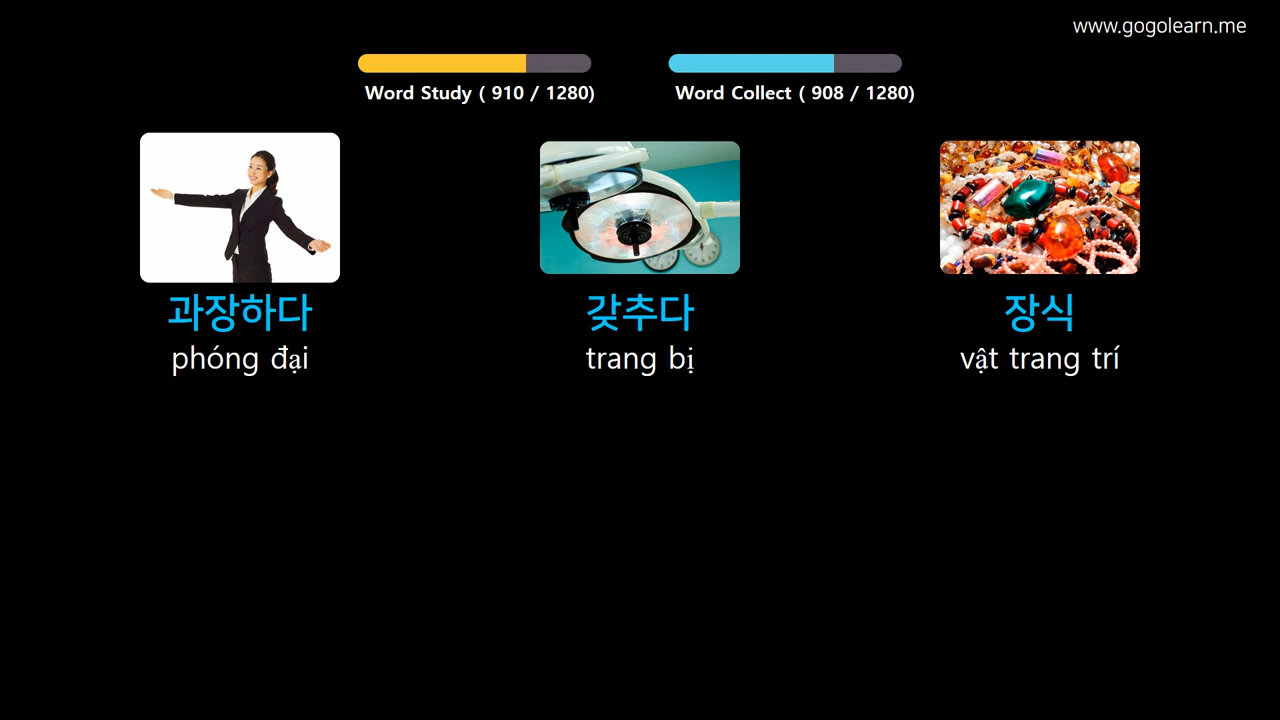 www.gogolearn.me
Word Study ( 910 / 1280)
Word Collect ( 908 / 1280)
과장하다
phóng đại
갖추다
trang bị
장식
vật trang trí